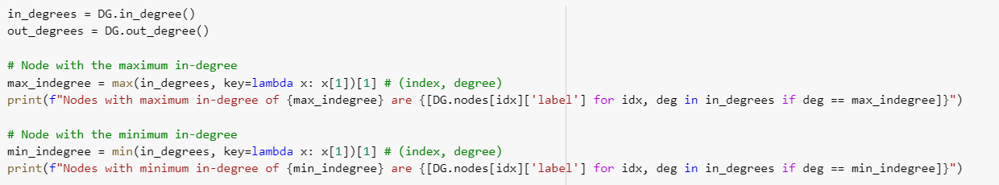 in_degrees = DG.in_degree()
out_degrees = DG.out_degree()
# Node with the maximum in-degree
max_indegree = max(in_degrees, key=lambda x: x[1])[1] # (index, degree)
print(f"Nodes with maximum in-degree of {max_indegree} are {[DG.nodes[idx]['label'] for idx, deg in in_degrees if deg == max_indegree]}")
# Node with the minimum in-degree
min_indegree = min(in_degrees, key=lambda x: x[1])[1] # (index, degree)
print(f"Nodes with minimum in-degree of {min_indegree} are {[DG.nodes[idx]['label'] for idx, deg in in_degrees if deg == min_indegree]}")